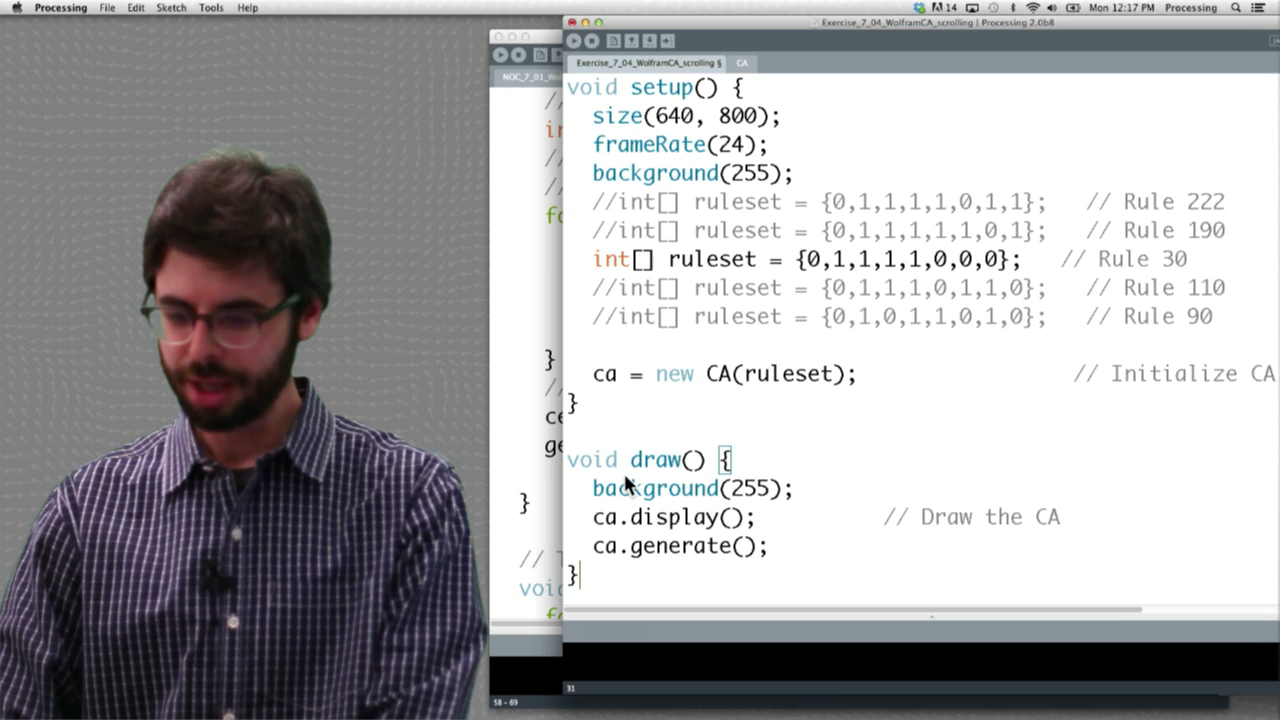 Processing File Edit Sketch Tools Help
14 Mon 12:17 PM Processing
Exercise_7_04_WolframCA_scrolling | Processing 2.0b8
Exercise_7_04_WolframCA_scrolling § CA
NOC_7_01_Wo
void setup() {
size(640, 800);
frameRate(24);
background(255);
//int[] ruleset = {0,1,1,1,1,0,1,1}; // Rule 222
//int[] ruleset = {0,1,1,1,1,1,0,1}; // Rule 190
int[] ruleset = {0,1,1,1,1,0,0,0}; // Rule 30
//int[] ruleset = {0,1,1,1,0,1,1,0}; // Rule 110
//int[] ruleset = {0,1,0,1,1,0,1,0}; // Rule 90
ca = new CA(ruleset); // Initialize CA
}
void draw() {
background(255);
ca.display(); // Draw the CA
ca.generate();
}
31
//
//
//
}
//
}
//
58 - 69